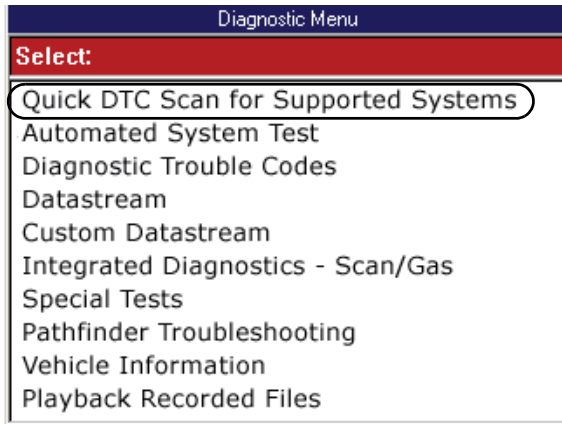 Diagnostic Menu
Select:
Quick DTC Scan for Supported Systems
Automated System Test
Diagnostic Trouble Codes
Datastream
Custom Datastream
Integrated Diagnostics - Scan/Gas
Special Tests
Pathfinder Troubleshooting
Vehicle Information
Playback Recorded Files